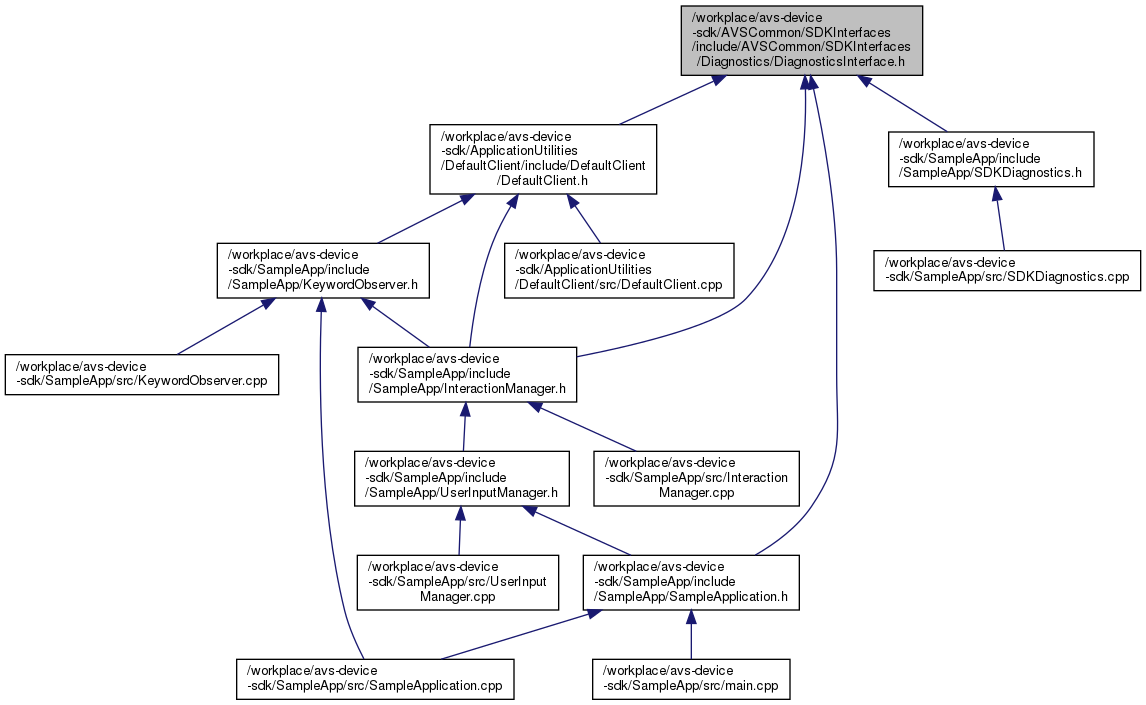 /workplace/avs-device
-sdk/AVSCommon/SDKInterfaces
/include/AVSCommon/SDKInterfaces
/Diagnostics/DiagnosticsInterface.h
/workplace/avs-device
-sdk/ApplicationUtilities
/DefaultClient/include/DefaultClient
/DefaultClient.h
/workplace/avs-device
-sdk/SampleApp/include
/SampleApp/SDKDiagnostics.h
/workplace/avs-device
-sdk/SampleApp/include
/SampleApp/KeywordObserver.h
/workplace/avs-device
-sdk/ApplicationUtilities
/DefaultClient/src/DefaultClient.cpp
/workplace/avs-device
-sdk/SampleApp/src/SDKDiagnostics.cpp
/workplace/avs-device
-sdk/SampleApp/src/KeywordObserver.cpp
/workplace/avs-device
-sdk/SampleApp/include
/SampleApp/InteractionManager.h
/workplace/avs-device
-sdk/SampleApp/include
/SampleApp/UserInputManager.h
/workplace/avs-device
-sdk/SampleApp/src/Interaction
Manager.cpp
/workplace/avs-device
-sdk/SampleApp/src/UserInput
Manager.cpp
/workplace/avs-device
-sdk/SampleApp/include
/SampleApp/SampleApplication.h
/workplace/avs-device
-sdk/SampleApp/src/SampleApplication.cpp
/workplace/avs-device
-sdk/SampleApp/src/main.cpp